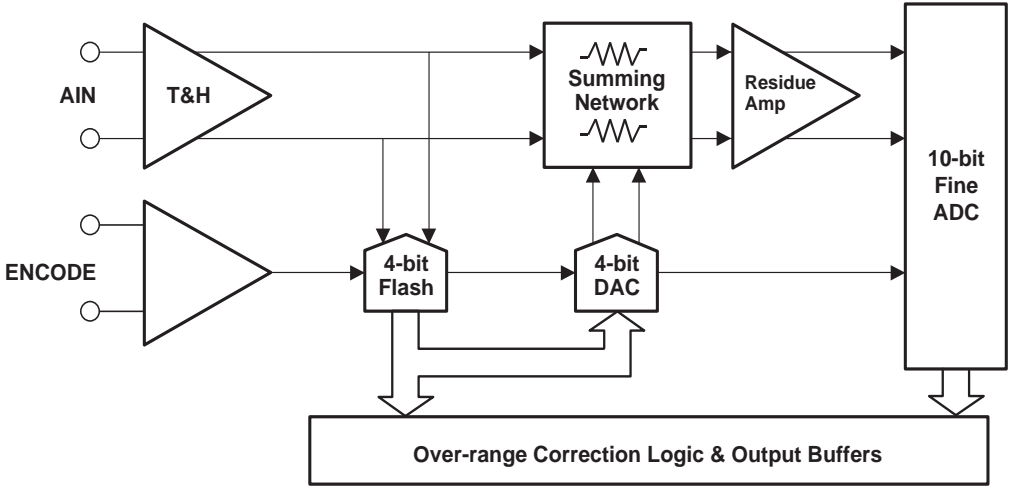 AIN
T&H
Summing
Network
Residue
Amp
10-bit
Fine
ADC
ENCODE
4-bit
Flash
4-bit
DAC
Over-range Correction Logic & Output Buffers